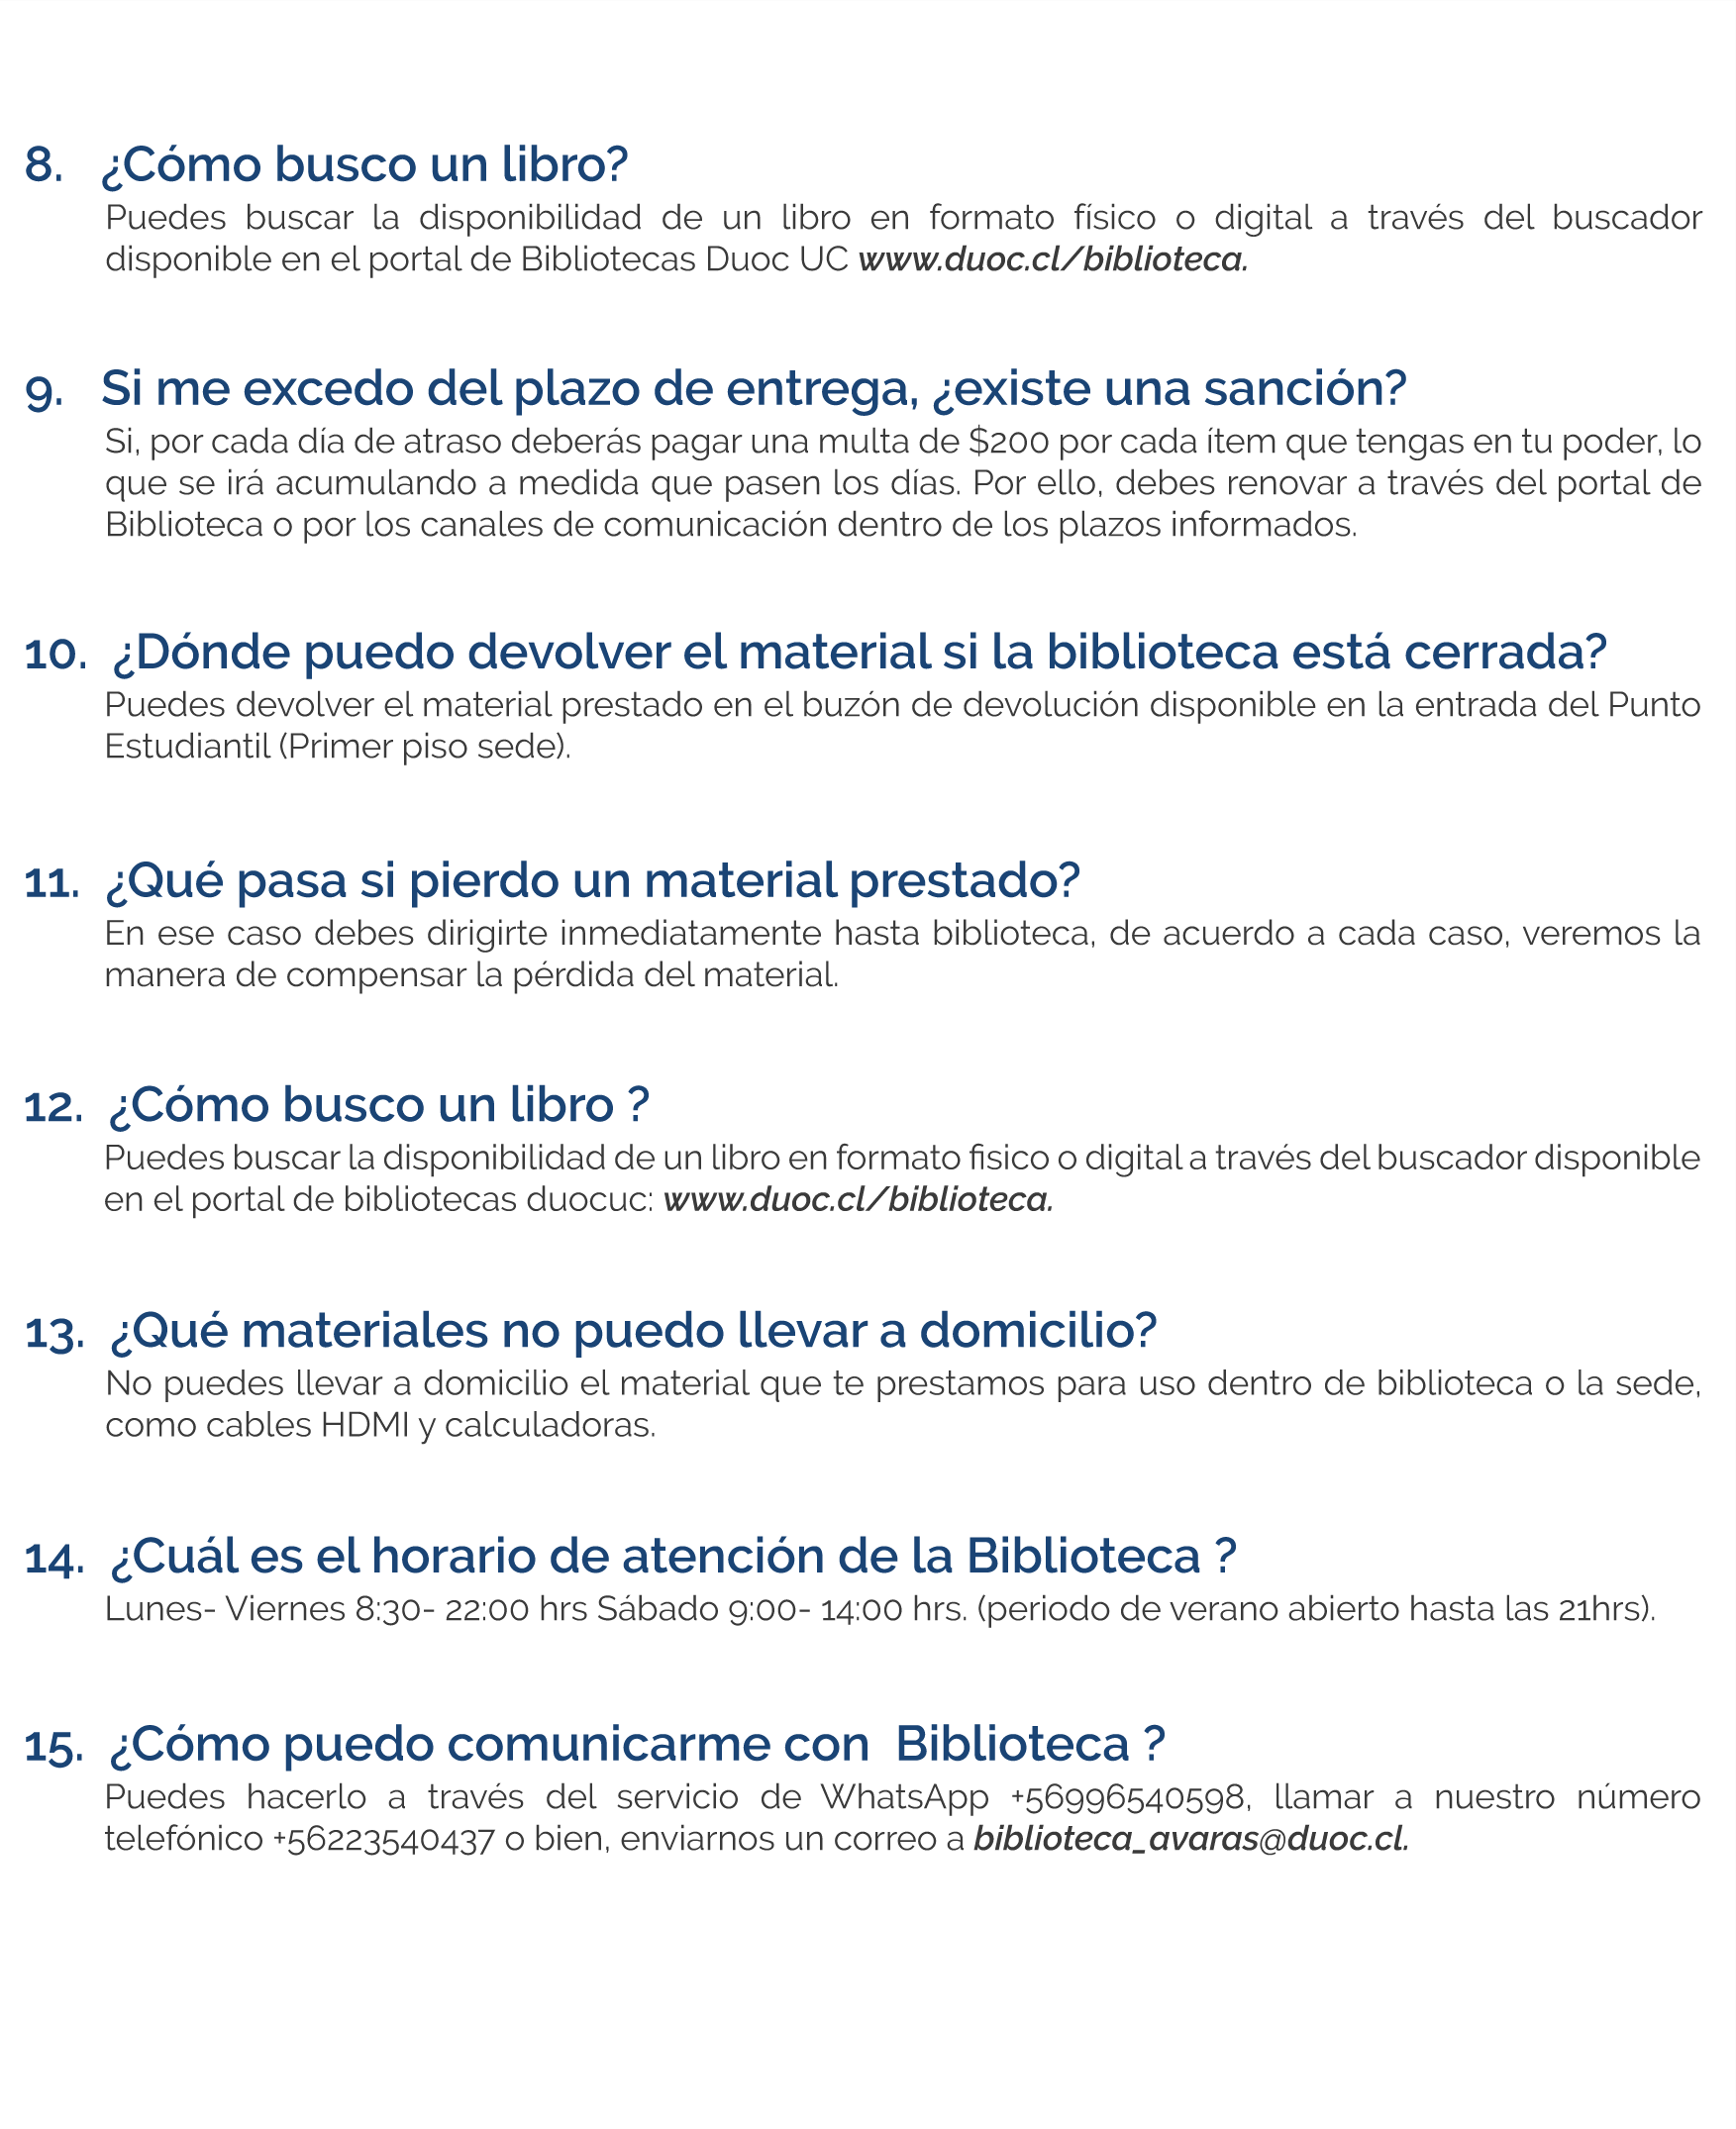 8. ¿Cómo busco un libro?
Puedes buscar la disponibilidad de un libro en formato físico o digital a través del buscador
disponible en el portal de Bibliotecas Duoc UC www.duoc.cl/biblioteca.
9. Si me excedo del plazo de entrega, ¿existe una sanción?
Si, por cada día de atraso deberás pagar una multa de $200 por cada ítem que tengas en tu poder, lo
que se irá acumulando a medida que pasen los días. Por ello, debes renovar a través del portal de
Biblioteca o por los canales de comunicación dentro de los plazos informados.
10. ¿Dónde puedo devolver el material si la biblioteca está cerrada?
Puedes devolver el material prestado en el buzón de devolución disponible en la entrada del Punto
Estudiantil (Primer piso sede).
11. ¿Qué pasa si pierdo un material prestado?
En ese caso debes dirigirte inmediatamente hasta biblioteca, de acuerdo a cada caso, veremos la
manera de compensar la pérdida del material.
12. ¿Cómo busco un libro ?
Puedes buscar la disponibilidad de un libro en formato fisico o digital a través del buscador disponible
en el portal de bibliotecas duocuc: www.duoc.cl/biblioteca.
13. ¿Qué materiales no puedo llevar a domicilio?
No puedes llevar a domicilio el material que te prestamos para uso dentro de biblioteca o la sede,
como cables HDMI y calculadoras.
14. ¿Cuál es el horario de atención de la Biblioteca ?
Lunes- Viernes 8:30- 22:00 hrs Sábado 9:00- 14:00 hrs. (periodo de verano abierto hasta las 21hrs).
15. ¿Cómo puedo comunicarme con  Biblioteca ?
Puedes hacerlo a través del servicio de WhatsApp +56996540598, llamar a nuestro número
telefónico +56223540437 o bien, enviarnos un correo a biblioteca_avaras@duoc.cl.